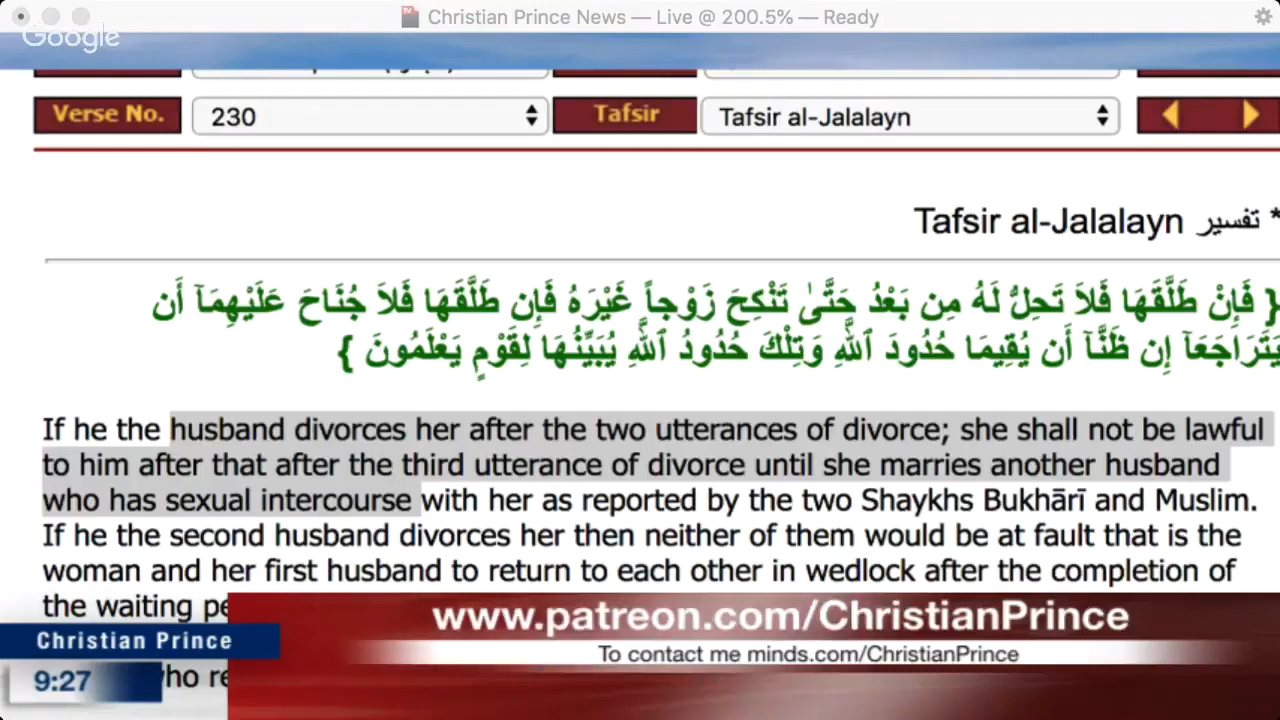 Christian Prince News — Live @ 200.5% — Ready
Google
Verse No.
230
Tafsir
Tafsir al-Jalalayn
* تفسير Tafsir al-Jalalayn
{ فَإِنْ طَلَّقَهَا فَلاَ تَحِلُّ لَهُ مِن بَعْدُ حَتَّىٰ تَنْكِحَ زَوْجاً غَيْرَهُ فَإِن طَلَّقَهَا فَلاَ جُنَاحَ عَلَيْهِمَآ أَن
يَتَرَاجَعَآ إِن ظَنَّآ أَن يُقِيمَا حُدُودَ ٱللَّهِ وَتِلْكَ حُدُودُ ٱللَّهِ يُبَيِّنُهَا لِقَوْمٍ يَعْلَمُونَ }
If he the husband divorces her after the two utterances of divorce; she shall not be lawful
to him after that after the third utterance of divorce until she marries another husband
who has sexual intercourse with her as reported by the two Shaykhs Bukhārī and Muslim.
If he the second husband divorces her then neither of them would be at fault that is the
woman and her first husband to return to each other in wedlock after the completion of
the waiting
www.patreon.com/ChristianPrince
Christian Prince
To contact me minds.com/ChristianPrince
9:27